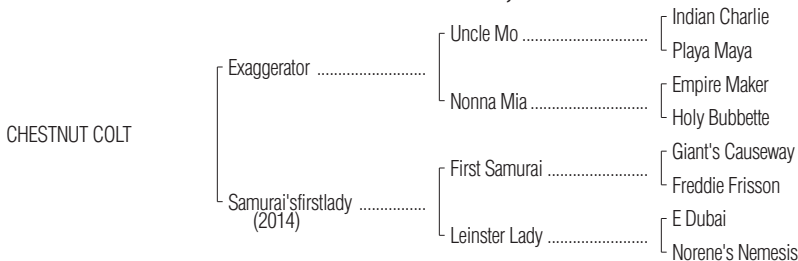 Indian Charlie
Uncle Mo ..............................
Playa Maya
Exaggerator ..........................
Empire Maker
Nonna Mia ............................
Holy Bubbette
CHESTNUT COLT
Giant's Causeway
First Samurai ........................
Freddie Frisson
Samurai'sfirstlady ................
(2014)
E Dubai
Leinster Lady ........................
Norene's Nemesis